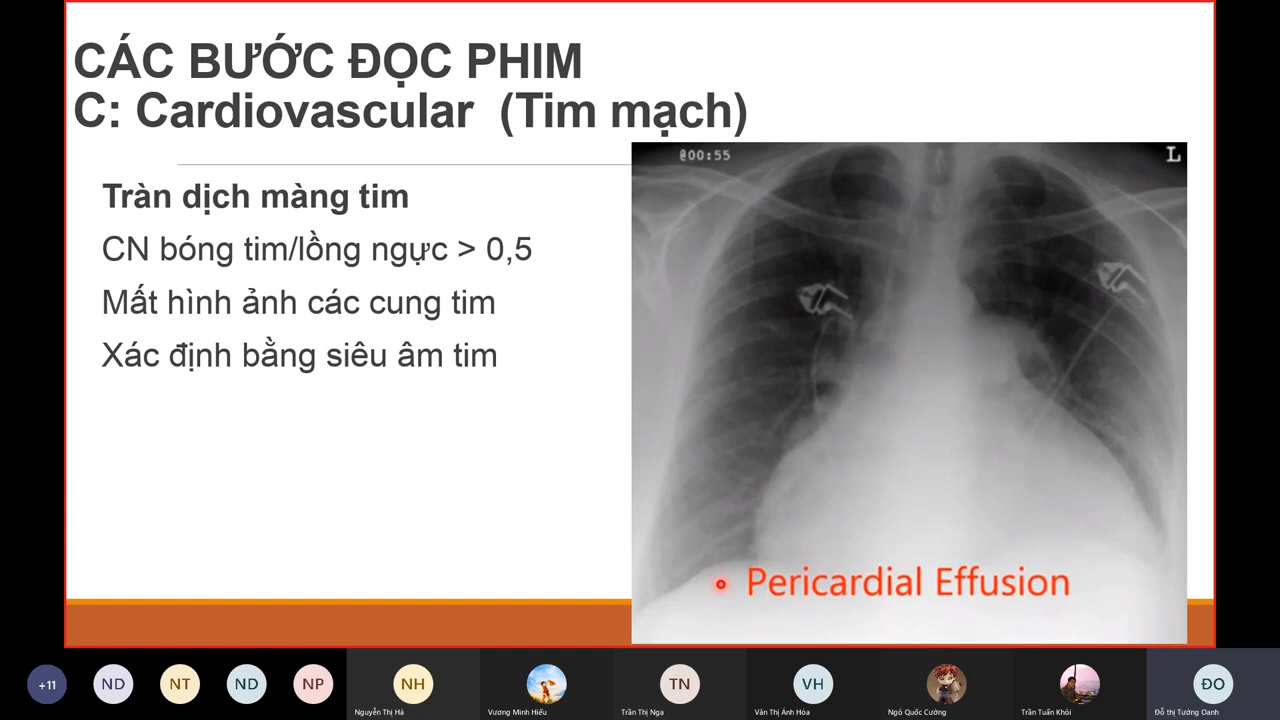 CÁC BƯỚC ĐỌC PHIM
C: Cardiovascular (Tim mạch)
Tràn dịch màng tim
CN bóng tim/lồng ngực > 0,5
Mất hình ảnh các cung tim
Xác định bằng siêu âm tim
@00:55
L
Pericardial Effusion
+11
ND
NT
ND
NP
NH
TN
VH
ĐO
Nguyễn Thị Hà
Vương Minh Hiếu
Trần Thị Nga
Văn Thị Ánh Hòa
Ngô Quốc Cường
Trần Tuấn Khôi
Đỗ thị Tường Oanh